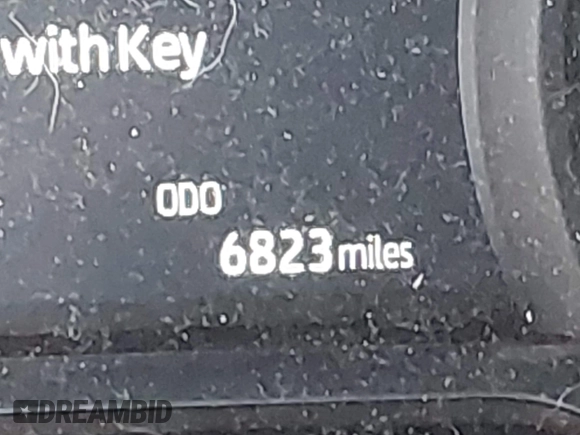 with Key
ODO
6823 miles
DREAMBID